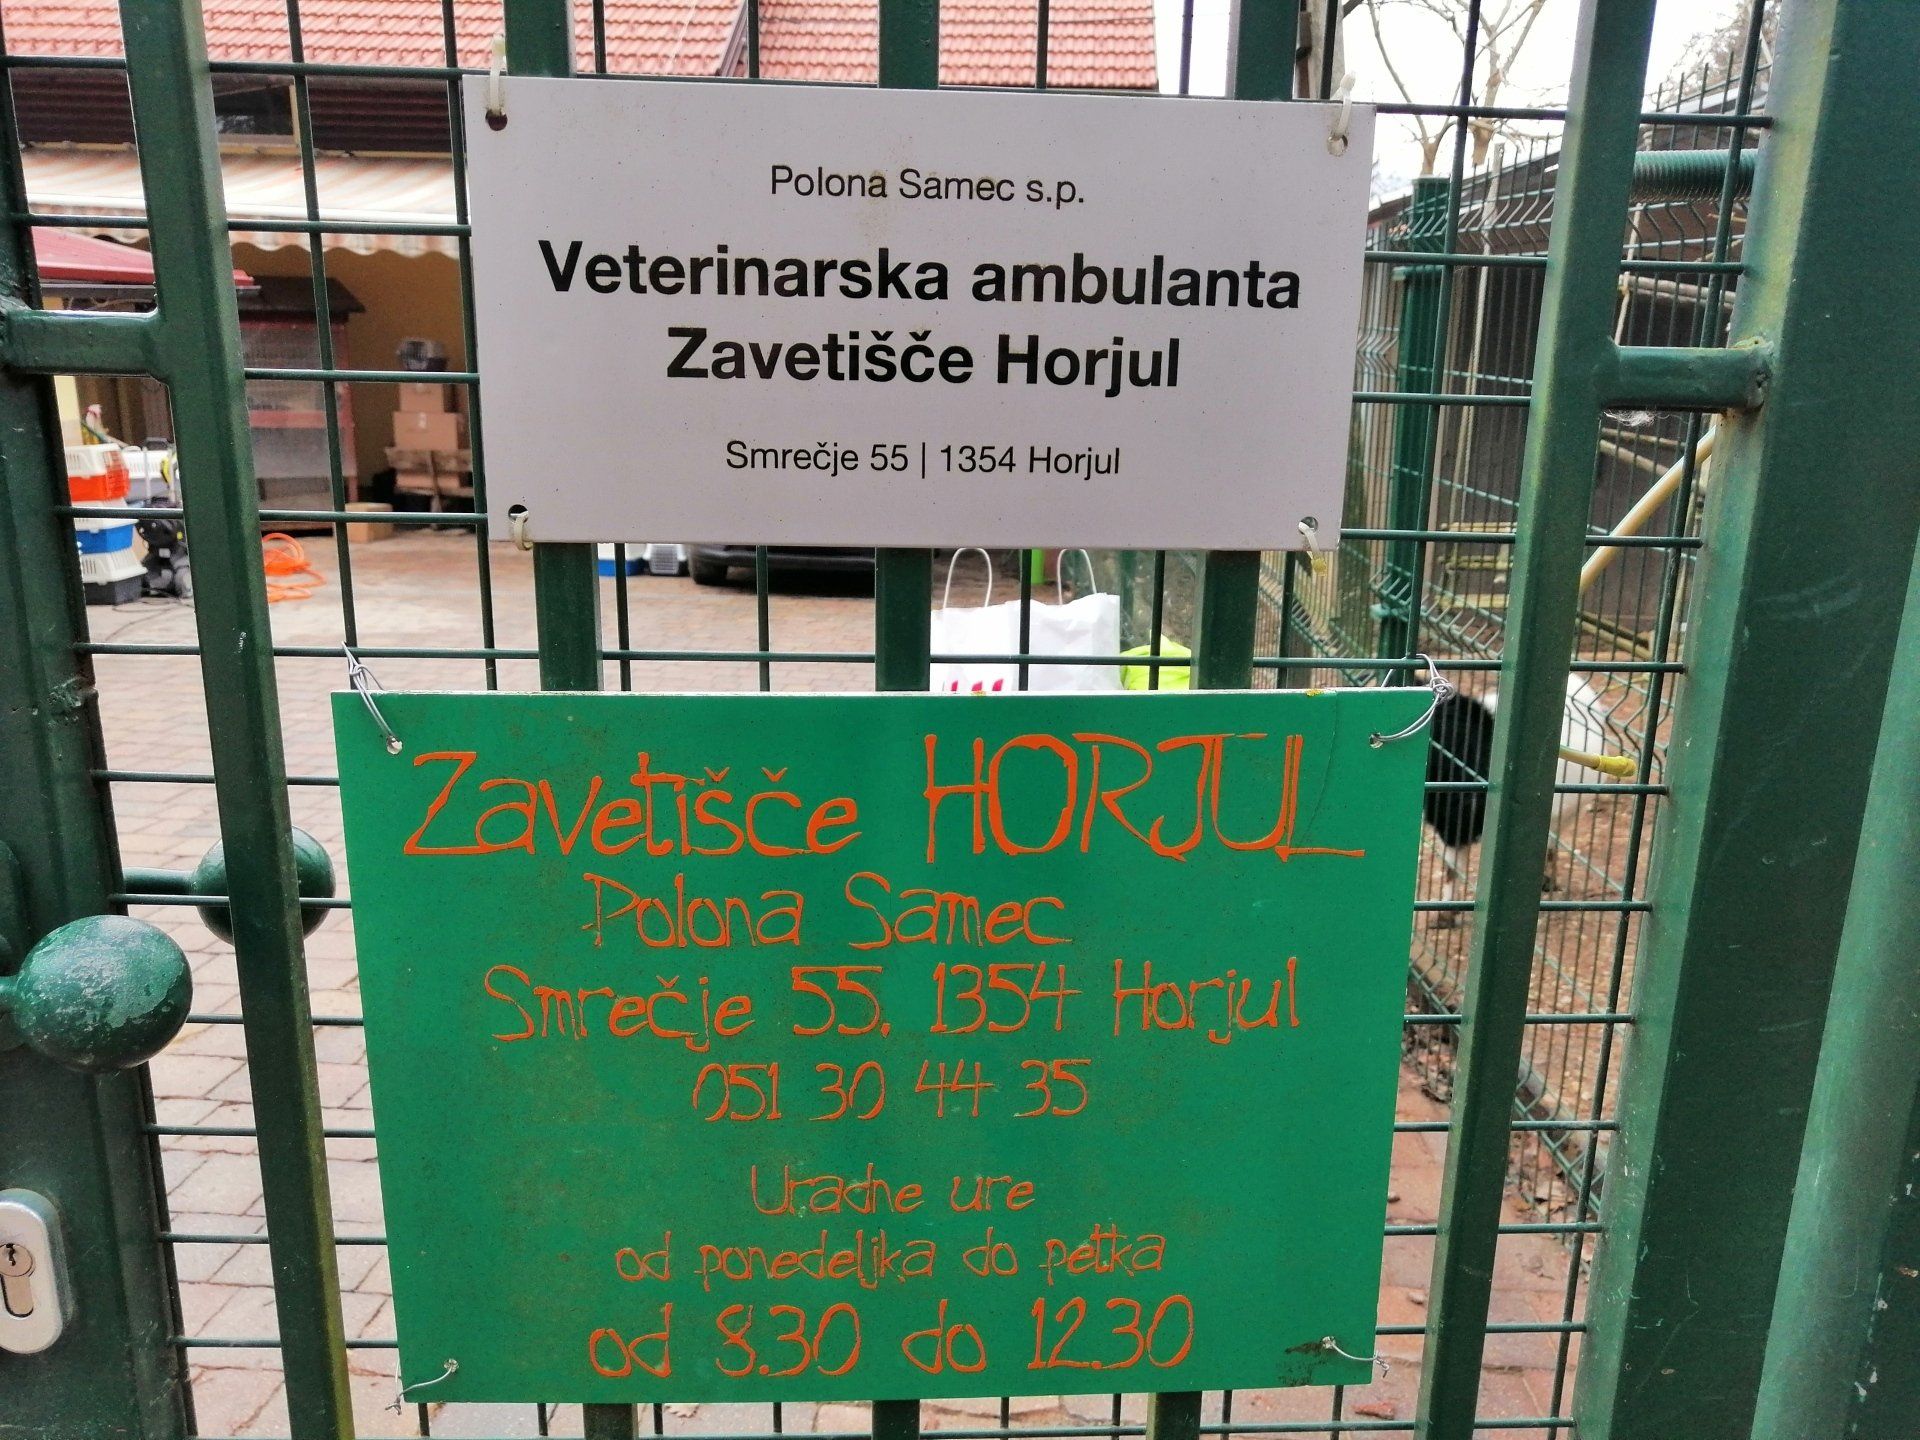 Polona Samec s.p.
Veterinarska ambulanta
Zavetišče Horjul
Smrečje 55 | 1354 Horjul
Zavetišče HORJUL
Polona Samec
Smrečje 55, 1354 Horjul
051 30 44 35
Uradne ure
od ponedeljka do petka
od 8.30 do 12.30